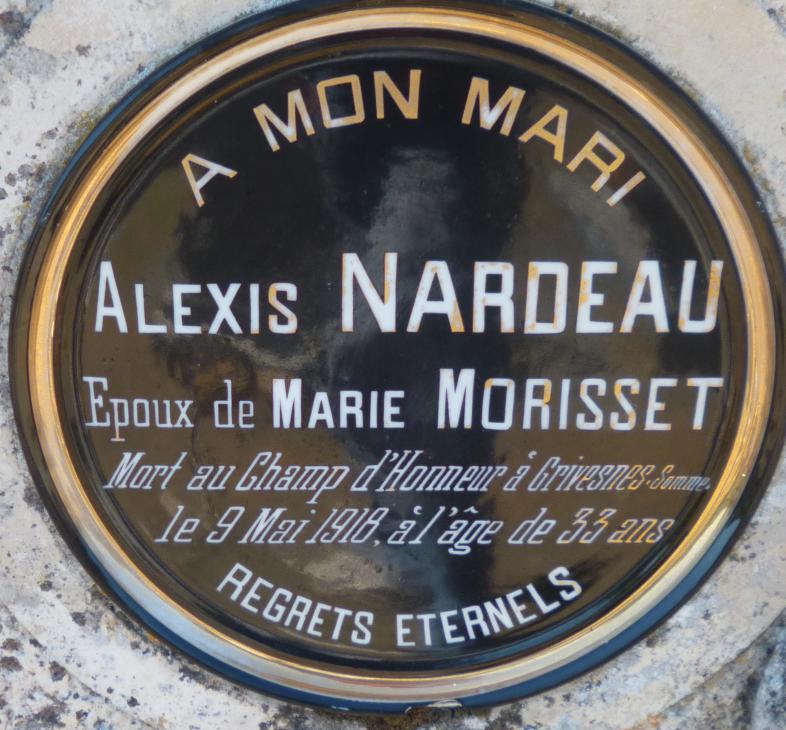 A MON MARI
ALEXIS NARDEAU
Epoux de MARIE MORISSET
Mort au Champ d'Honneur à Grivesnes-Somme.
le 9 Mai 1918, à l'âge de 33 ans
REGRETS ETERNELS